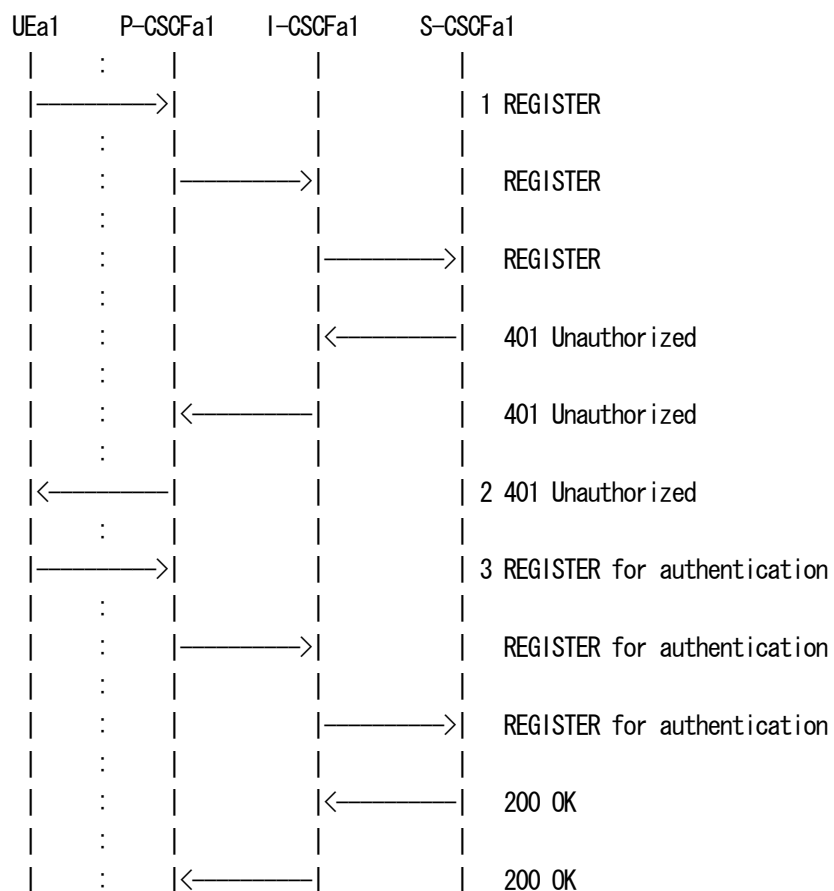 UEa1 P-CSCFa1 I-CSCFa1 S-CSCFa1
| : | | |
|---------->| | | 1 REGISTER
| : | | |
| : |---------->| | REGISTER
| : | | |
| : | |---------->| REGISTER
| : | | |
| : | |<----------| 401 Unauthorized
| : | | |
| : |<----------| | 401 Unauthorized
| : | | |
|<----------| | | 2 401 Unauthorized
| : | | |
|---------->| | | 3 REGISTER for authentication
| : | | |
| : |---------->| | REGISTER for authentication
| : | | |
| : | |---------->| REGISTER for authentication
| : | | |
| : | |<----------| 200 OK
| : | | |
| : |<----------| | 200 OK